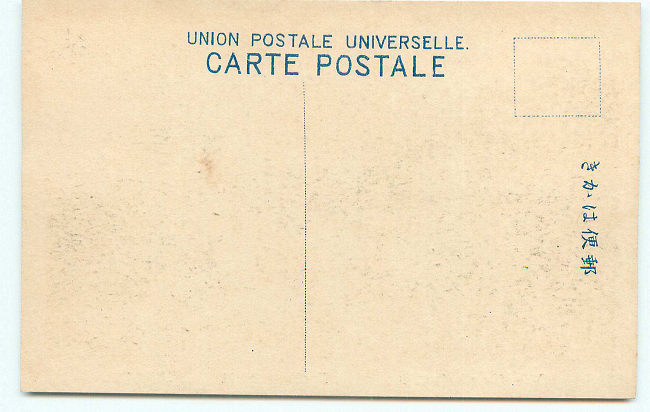 UNION POSTALE UNIVERSELLE.
CARTE POSTALE
郵便はかき